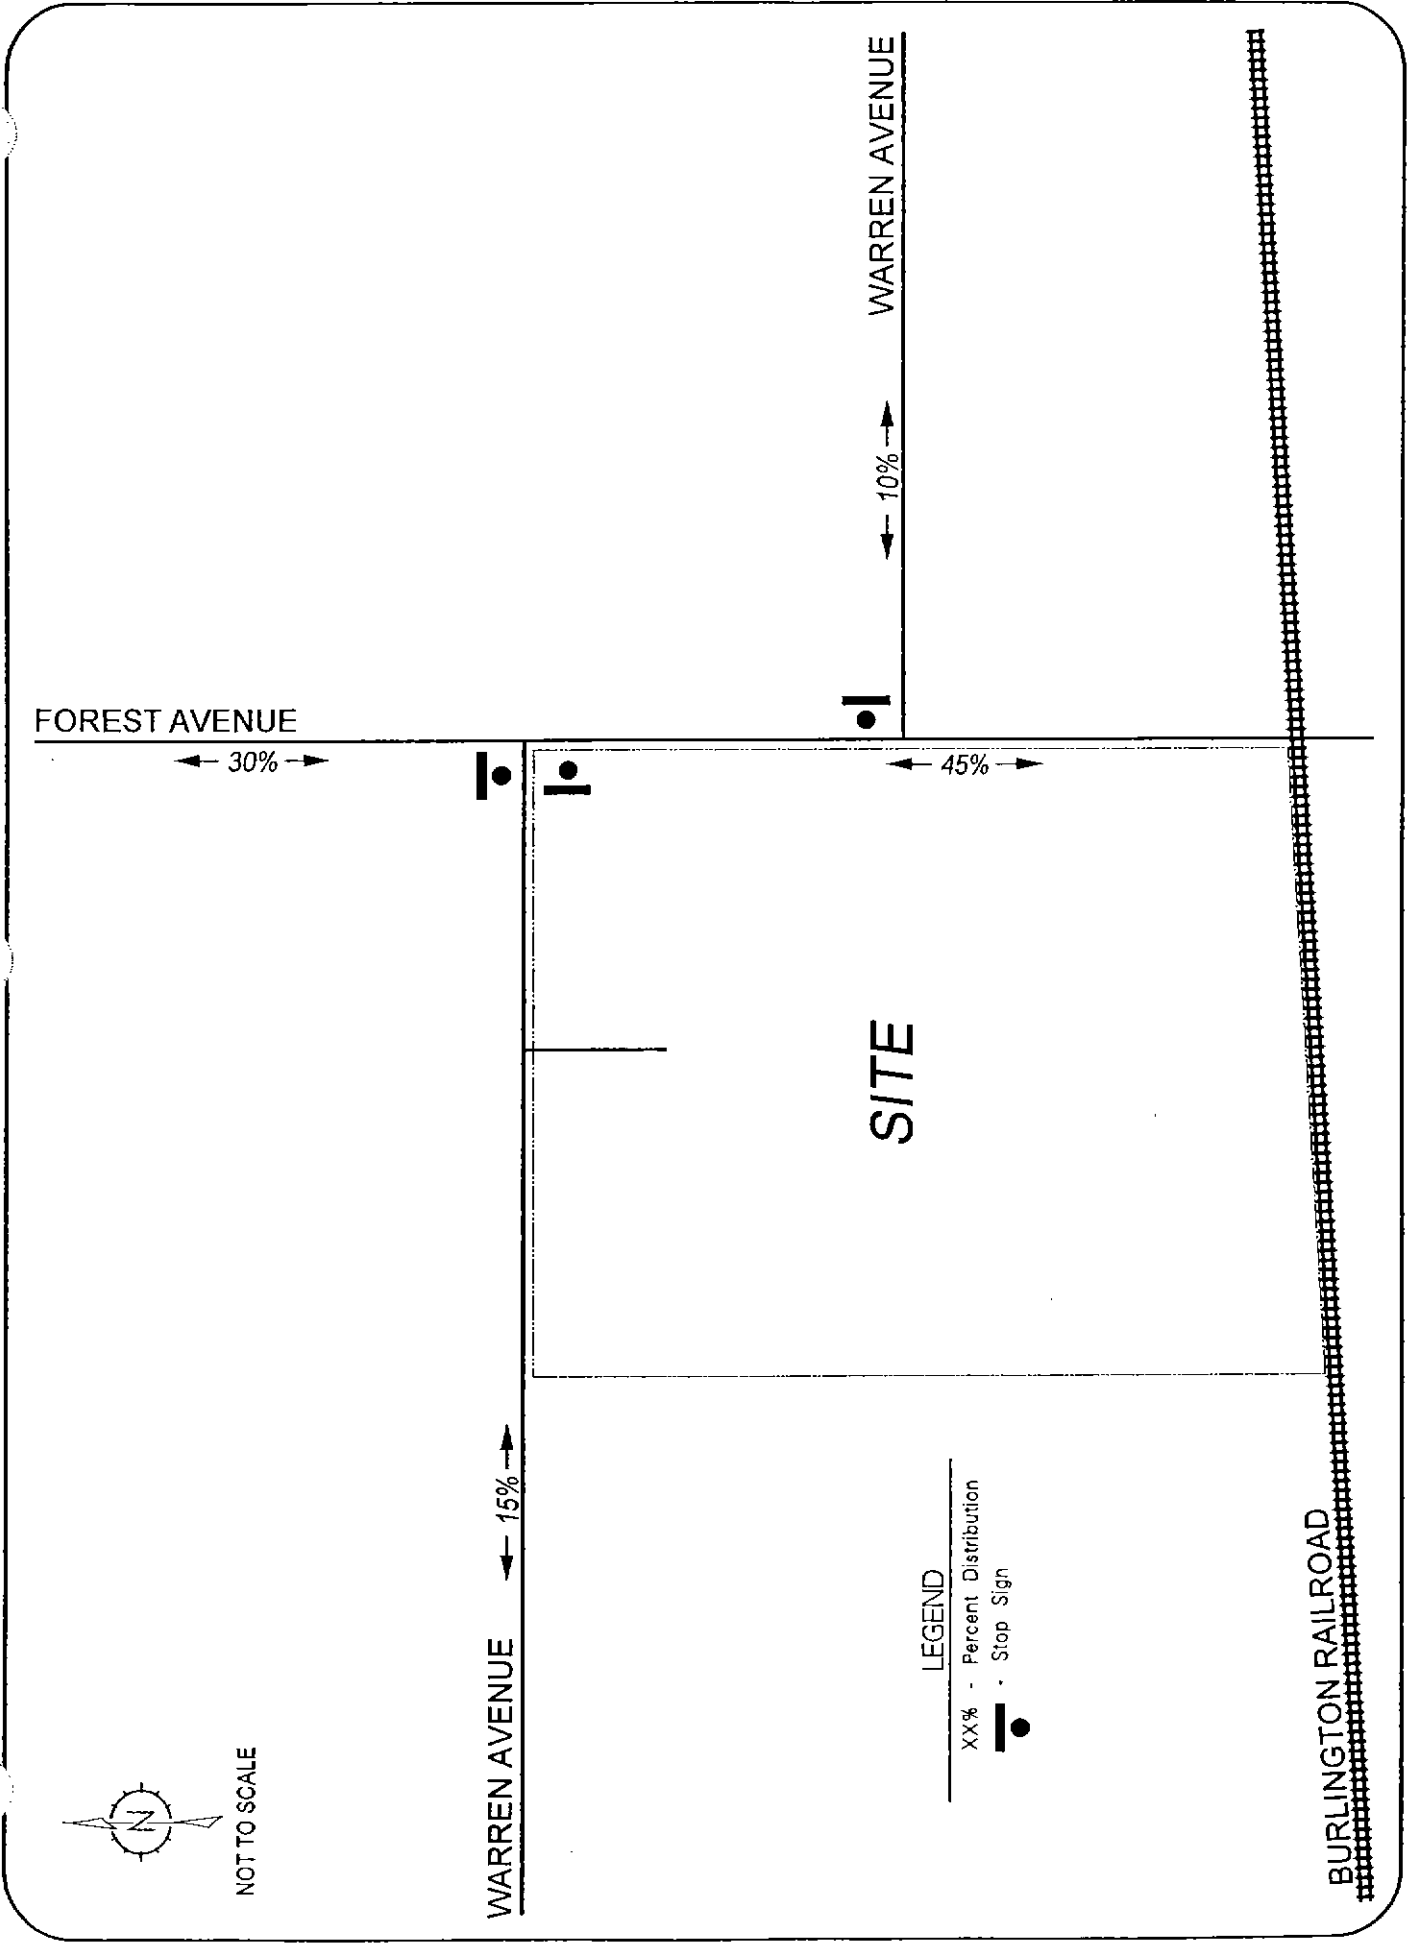 FOREST AVENUE
30%
WARREN AVENUE
10%
45%
SITE
WARREN AVENUE
15%
N
NOT TO SCALE
LEGEND
XX% - Percent Distribution
- Stop Sign
BURLINGTON RAILROAD